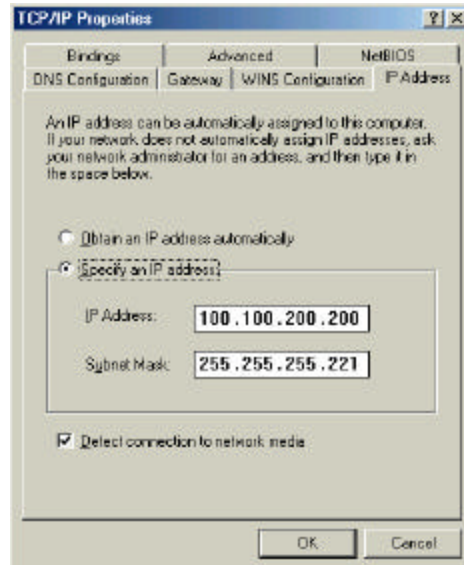 TCP/IP Properties
Bindings Advanced NetBIOS
DNS Configuration Gateway WINS Configuration IP Address
An IP address can be automatically assigned to this computer.
If your network does not automatically assign IP addresses, ask
your network administrator for an address, and then type it in
the space below.
Obtain an IP address automatically
Specify an IP address:
IP Address: 100.100.200.200
Subnet Mask: 255.255.255.221
Detect connection to network media
OK Cancel